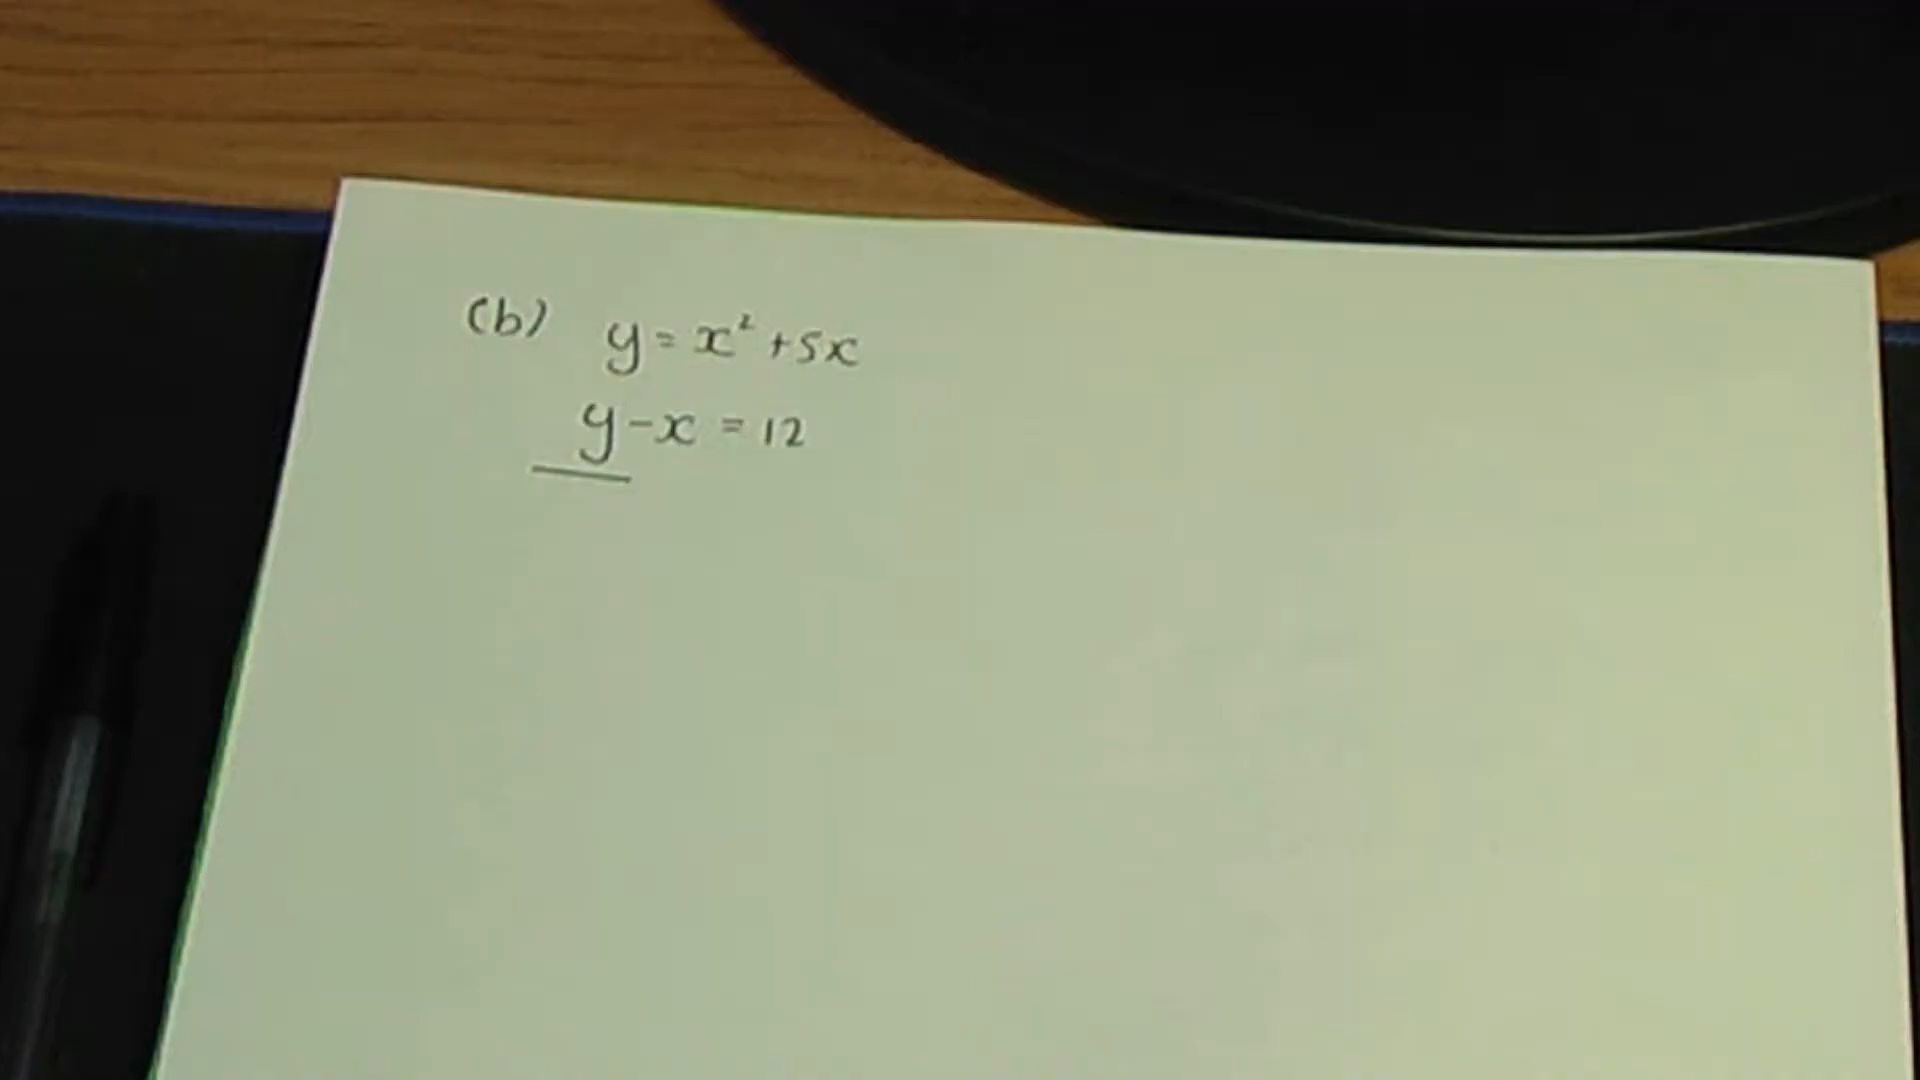 (b) y = x² + 5x
y - x = 12